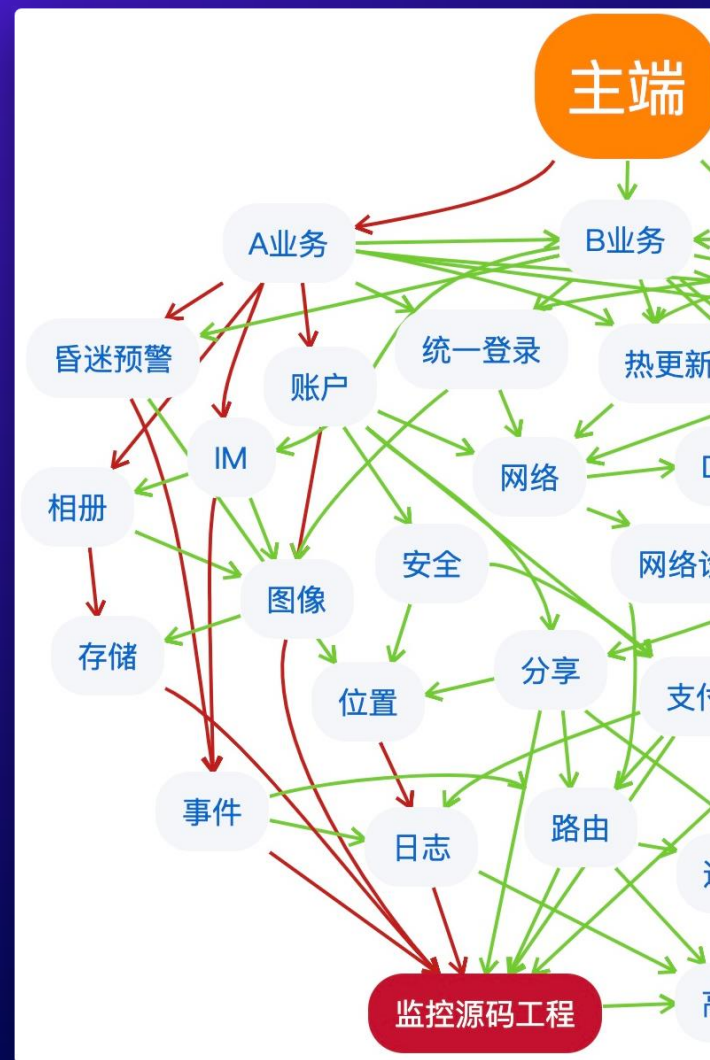 主端
A业务
B业务
昏迷预警
账户
统一登录
热更新
IM
网络
相册
安全
网络
图像
存储
分享
支付
位置
事件
路由
日志
监控源码工程